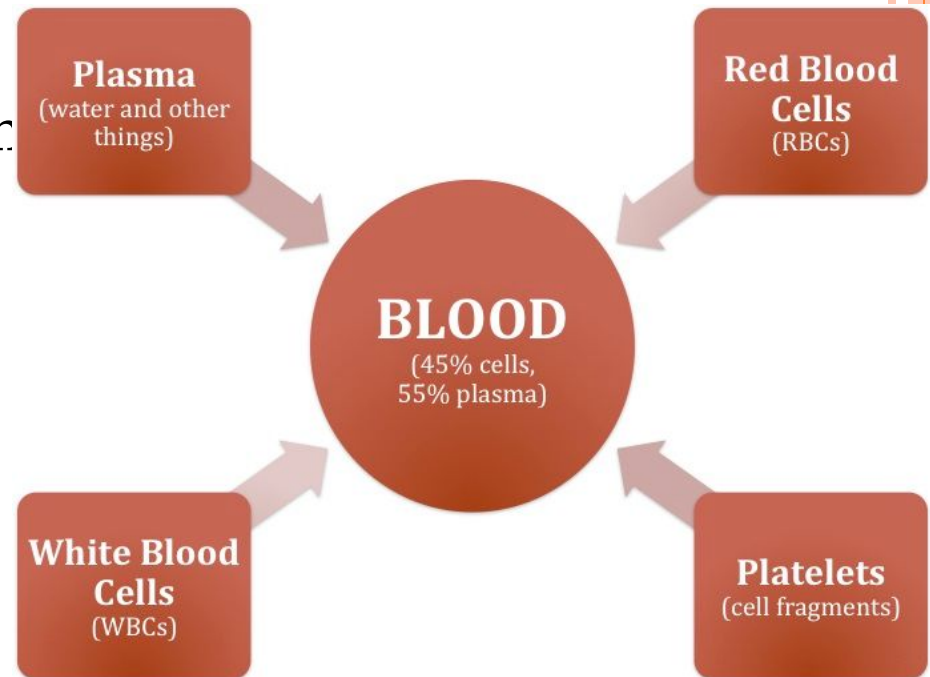 Plasma
(water and other
things)
Red Blood
Cells
(RBCs)
BLOOD
(45% cells,
55% plasma)
White Blood
Cells
(WBCs)
Platelets
(cell fragments)